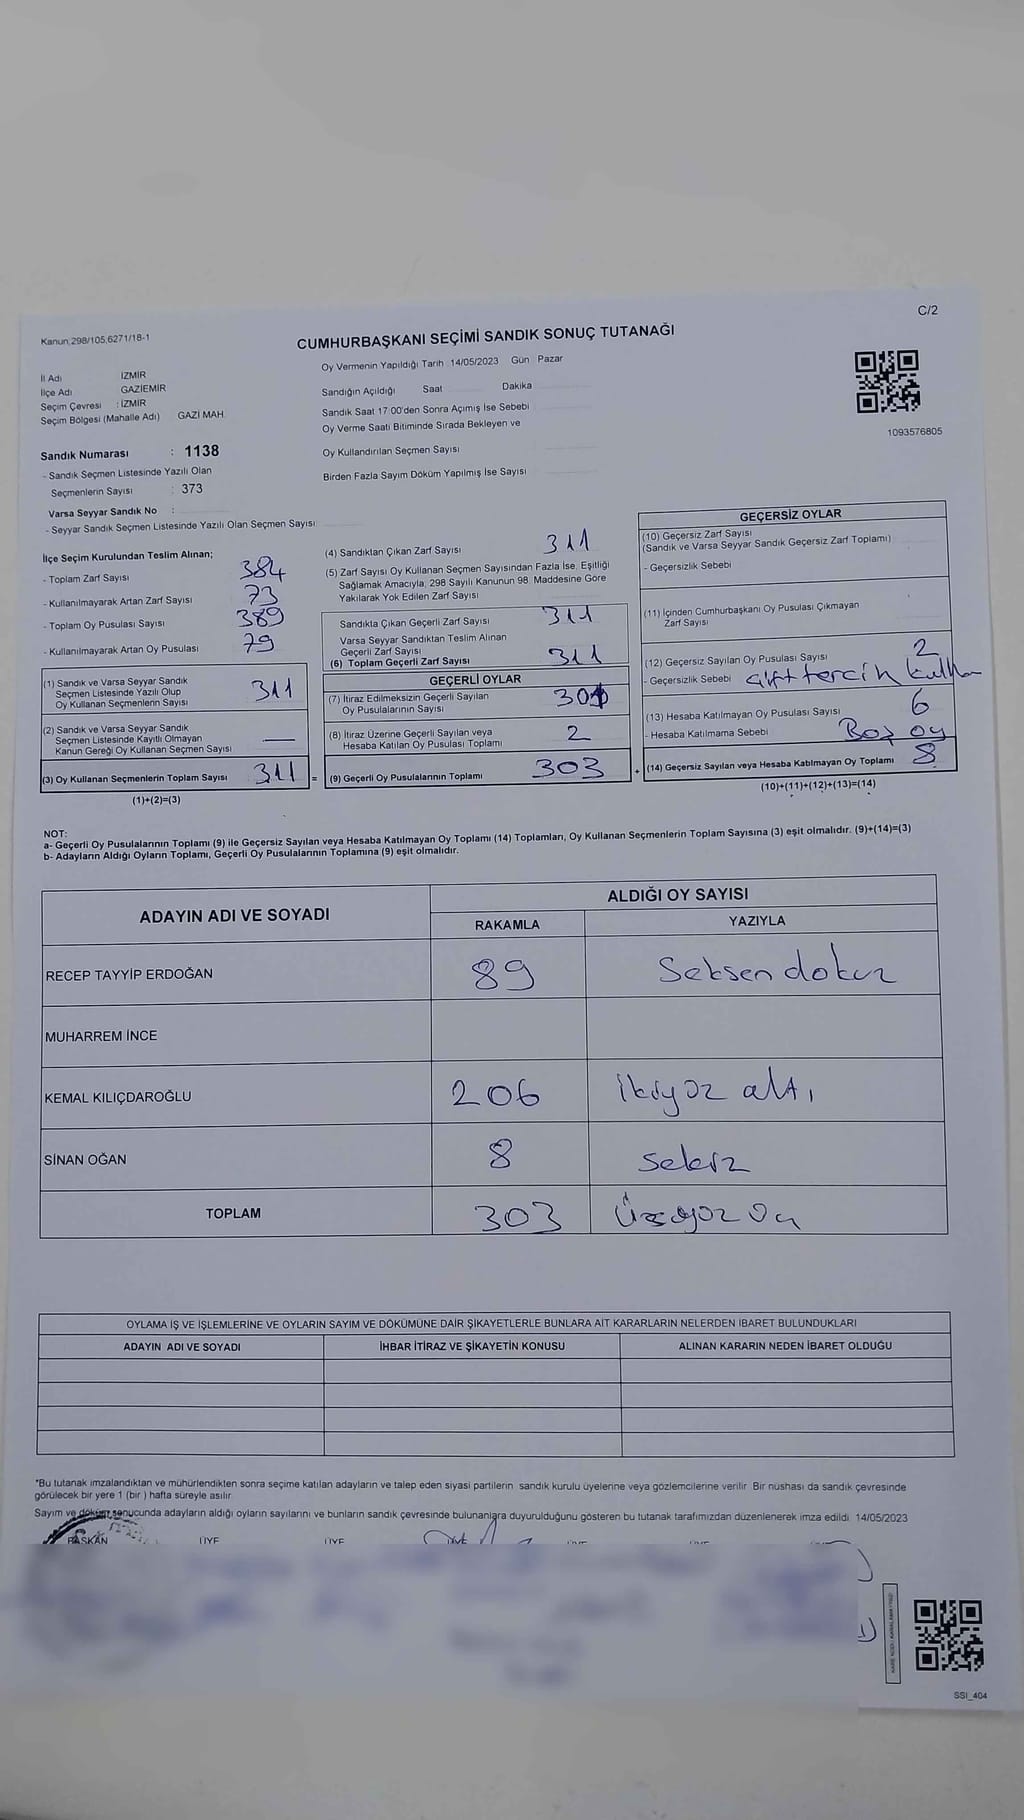 C/2
Kanun 298/105,6271/18-1
CUMHURBAŞKANI SEÇİMİ SANDIK SONUÇ TUTANAĞI
Oy Vermenin Yapıldığı Tarih : 14/05/2023 Gün Pazar
İl Adı İZMİR
İlçe Adı GAZİEMİR
Seçim Çevresi : İZMİR
Seçim Bölgesi (Mahalle Adı) GAZİ MAH.
Sandığın Açıldığı Saat Dakika
Sandık Saat 17:00'den Sonra Açımış İse Sebebi
Oy Verme Saati Bitiminde Sırada Bekleyen ve
Oy Kullandırılan Seçmen Sayısı
Birden Fazla Sayım Döküm Yapılmış İse Sayısı
1093576805
Sandık Numarası : 1138
- Sandık Seçmen Listesinde Yazılı Olan
Seçmenlerin Sayısı : 373
Varsa Seyyar Sandık No :
- Seyyar Sandık Seçmen Listesinde Yazılı Olan Seçmen Sayısı
İlçe Seçim Kurulundan Teslim Alınan;
- Toplam Zarf Sayısı 384
- Kullanılmayarak Artan Zarf Sayısı 73
- Toplam Oy Pusulası Sayısı 389
- Kullanılmayarak Artan Oy Pusulası 79
(1) Sandık ve Varsa Seyyar Sandık
Seçmen Listesinde Yazılı Olup
Oy Kullanan Seçmenlerin Sayısı 311
(2) Sandık ve Varsa Seyyar Sandık
Seçmen Listesinde Kayıtlı Olmayan
Kanun Gereği Oy Kullanan Seçmen Sayısı —
(3) Oy Kullanan Seçmenlerin Toplam Sayısı 311 =
(1)+(2)=(3)
(4) Sandıktan Çıkan Zarf Sayısı 311
(5) Zarf Sayısı Oy Kullanan Seçmen Sayısından Fazla İse, Eşitliği
Sağlamak Amacıyla, 298 Sayılı Kanunun 98. Maddesine Göre
Yakılarak Yok Edilen Zarf Sayısı
Sandıkta Çıkan Geçerli Zarf Sayısı 311
Varsa Seyyar Sandıktan Teslim Alınan
Geçerli Zarf Sayısı
(6) Toplam Geçerli Zarf Sayısı 311
GEÇERLİ OYLAR
(7) İtiraz Edilmeksizin Geçerli Sayılan
Oy Pusulalarının Sayısı 301
(8) İtiraz Üzerine Geçerli Sayılan veya
Hesaba Katılan Oy Pusulası Toplamı 2
(9) Geçerli Oy Pusulalarının Toplamı 303 +
GEÇERSİZ OYLAR
(10) Geçersiz Zarf Sayısı
(Sandık ve Varsa Seyyar Sandık Geçersiz Zarf Toplamı)
- Geçersizlik Sebebi
(11) İçinden Cumhurbaşkanı Oy Pusulası Çıkmayan
Zarf Sayısı
(12) Geçersiz Sayılan Oy Pusulası Sayısı 2
- Geçersizlik Sebebi çift tercih
(13) Hesaba Katılmayan Oy Pusulası Sayısı 6
- Hesaba Katılmama Sebebi Boş oy
(14) Geçersiz Sayılan veya Hesaba Katılmayan Oy Toplamı 8
(10)+(11)+(12)+(13)=(14)
NOT:
a- Geçerli Oy Pusulalarının Toplamı (9) ile Geçersiz Sayılan veya Hesaba Katılmayan Oy Toplamı (14) Toplamları, Oy Kullanan Seçmenlerin Toplam Sayısına (3) eşit olmalıdır. (9)+(14)=(3)
b- Adayların Aldığı Oyların Toplamı, Geçerli Oy Pusulalarının Toplamına (9) eşit olmalıdır.
ADAYIN ADI VE SOYADI ALDIĞI OY SAYISI
RAKAMLA YAZIYLA
RECEP TAYYİP ERDOĞAN 89 Seksen dokuz
MUHARREM İNCE
KEMAL KILIÇDAROĞLU 206 İkiyüz altı
SİNAN OĞAN 8 sekiz
TOPLAM 303
OYLAMA İŞ VE İŞLEMLERİNE VE OYLARIN SAYIM VE DÖKÜMÜNE DAİR ŞİKAYETLERLE BUNLARA AİT KARARLARIN NELERDEN İBARET BULUNDUKLARI
ADAYIN ADI VE SOYADI İHBAR İTİRAZ VE ŞİKAYETİN KONUSU ALINAN KARARIN NEDEN İBARET OLDUĞU
*Bu tutanak imzalandıktan ve mühürlendikten sonra seçime katılan adayların ve talep eden siyasi partilerin sandık kurulu üyelerine veya gözlemcilerine verilir. Bir nüshası da sandık çevresinde
görülecek bir yere 1 (bir ) hafta süreyle asılır.
Sayım ve döküm sonucunda adayların aldığı oyların sayılarını ve bunların sandık çevresinde bulunanlara duyurulduğunu gösteren bu tutanak tarafımızdan düzenlenerek imza edildi. 14/05/2023
BAŞKAN ÜYE ÜYE ÜYE
SSİ_404